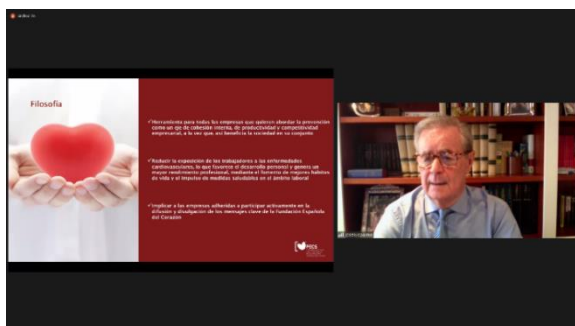 Filosofía
✓Herramienta para todas las empresas que quieren abordar la prevención
como un eje de cohesión interna, de productividad y competitividad
empresarial, a la vez que, así beneficia la sociedad en su conjunto
✓Reducir la exposición de los trabajadores a las enfermedades
cardiovasculares, lo que favorece el desarrollo personal y genera un
mayor rendimiento profesional, mediante el fomento de mejores hábitos
de vida y el impulso de medidas saludables en el ámbito laboral
✓Implicar a las empresas adheridas a participar activamente en la
difusión y divulgación de los mensajes clave de la Fundación Española
del Corazón
PECS